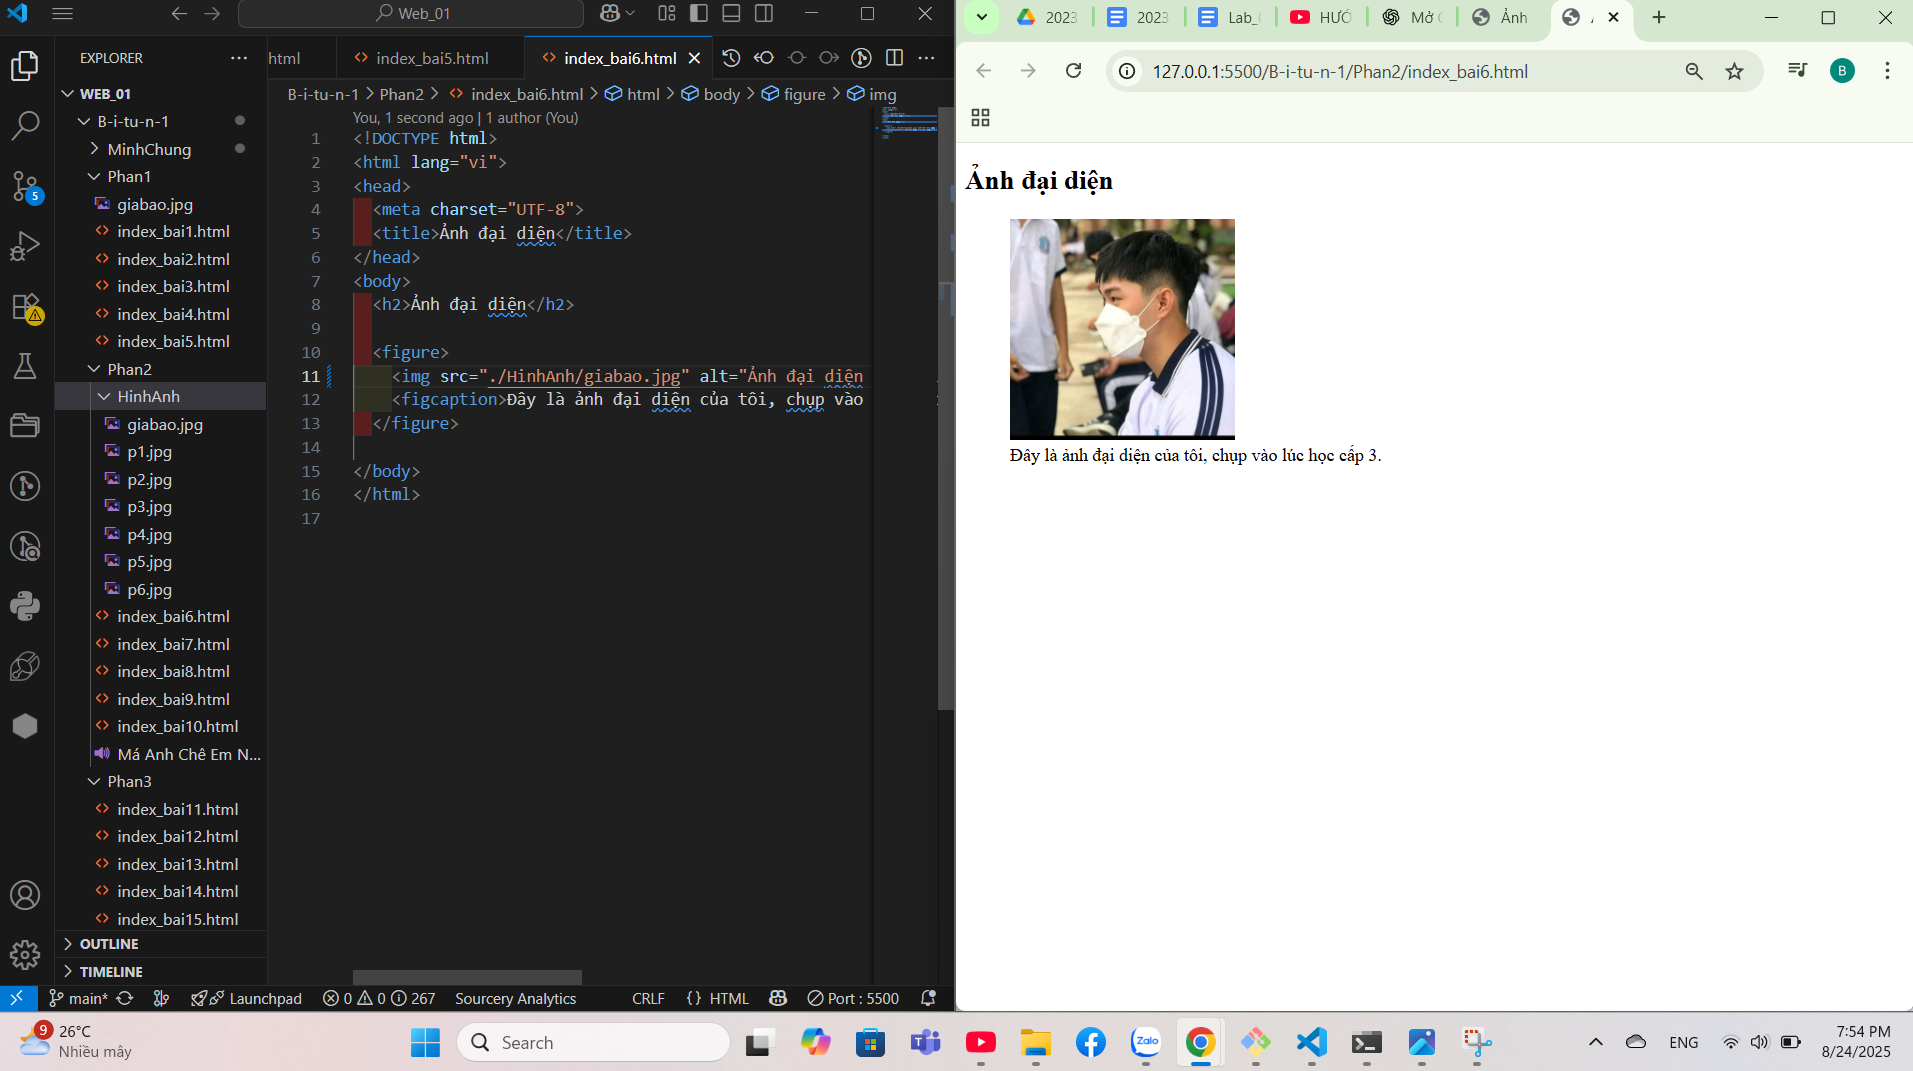 Web_01
EXPLORER
html
index_bai5.html
index_bai6.html
WEB_01
B-i-tu-n-1
MinhChung
Phan1
giabao.jpg
index_bai1.html
index_bai2.html
index_bai3.html
index_bai4.html
index_bai5.html
Phan2
HinhAnh
giabao.jpg
p1.jpg
p2.jpg
p3.jpg
p4.jpg
p5.jpg
p6.jpg
index_bai6.html
index_bai7.html
index_bai8.html
index_bai9.html
index_bai10.html
Má Anh Chê Em N...
Phan3
index_bai11.html
index_bai12.html
index_bai13.html
index_bai14.html
index_bai15.html
OUTLINE
TIMELINE
5
B-i-tu-n-1 > Phan2 > index_bai6.html > html > body > figure > img
You, 1 second ago | 1 author (You)
1 <!DOCTYPE html>
2 <html lang="vi">
3 <head>
4 <meta charset="UTF-8">
5 <title>Ảnh đại diện</title>
6 </head>
7 <body>
8 <h2>Ảnh đại diện</h2>
9
10 <figure>
11 <img src="./HinhAnh/giabao.jpg" alt="Ảnh đại diện
12 <figcaption>Đây là ảnh đại diện của tôi, chụp vào
13 </figure>
14
15 </body>
16 </html>
17
main* Launchpad 0 0 267 Sourcery Analytics CRLF {} HTML Port : 5500
2023
2023
Lab_
HƯỚ
Mở
Ảnh
127.0.0.1:5500/B-i-tu-n-1/Phan2/index_bai6.html
B
Ảnh đại diện
Đây là ảnh đại diện của tôi, chụp vào lúc học cấp 3.
9
26°C
Nhiều mây
Search
Zalo
ENG
7:54 PM
8/24/2025